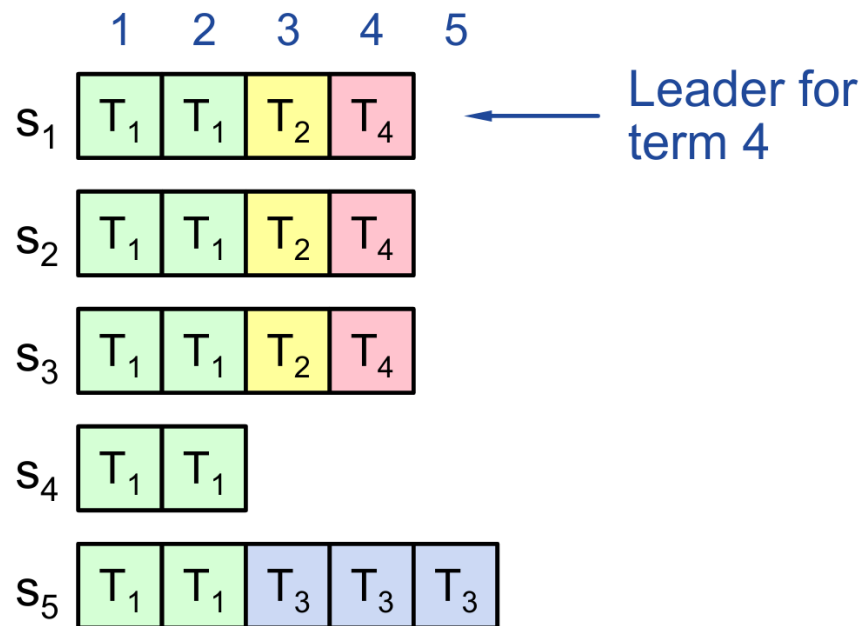 1 2 3 4 5
s1 T1 T1 T2 T4 Leader for
term 4
s2 T1 T1 T2 T4
s3 T1 T1 T2 T4
s4 T1 T1
s5 T1 T1 T3 T3 T3